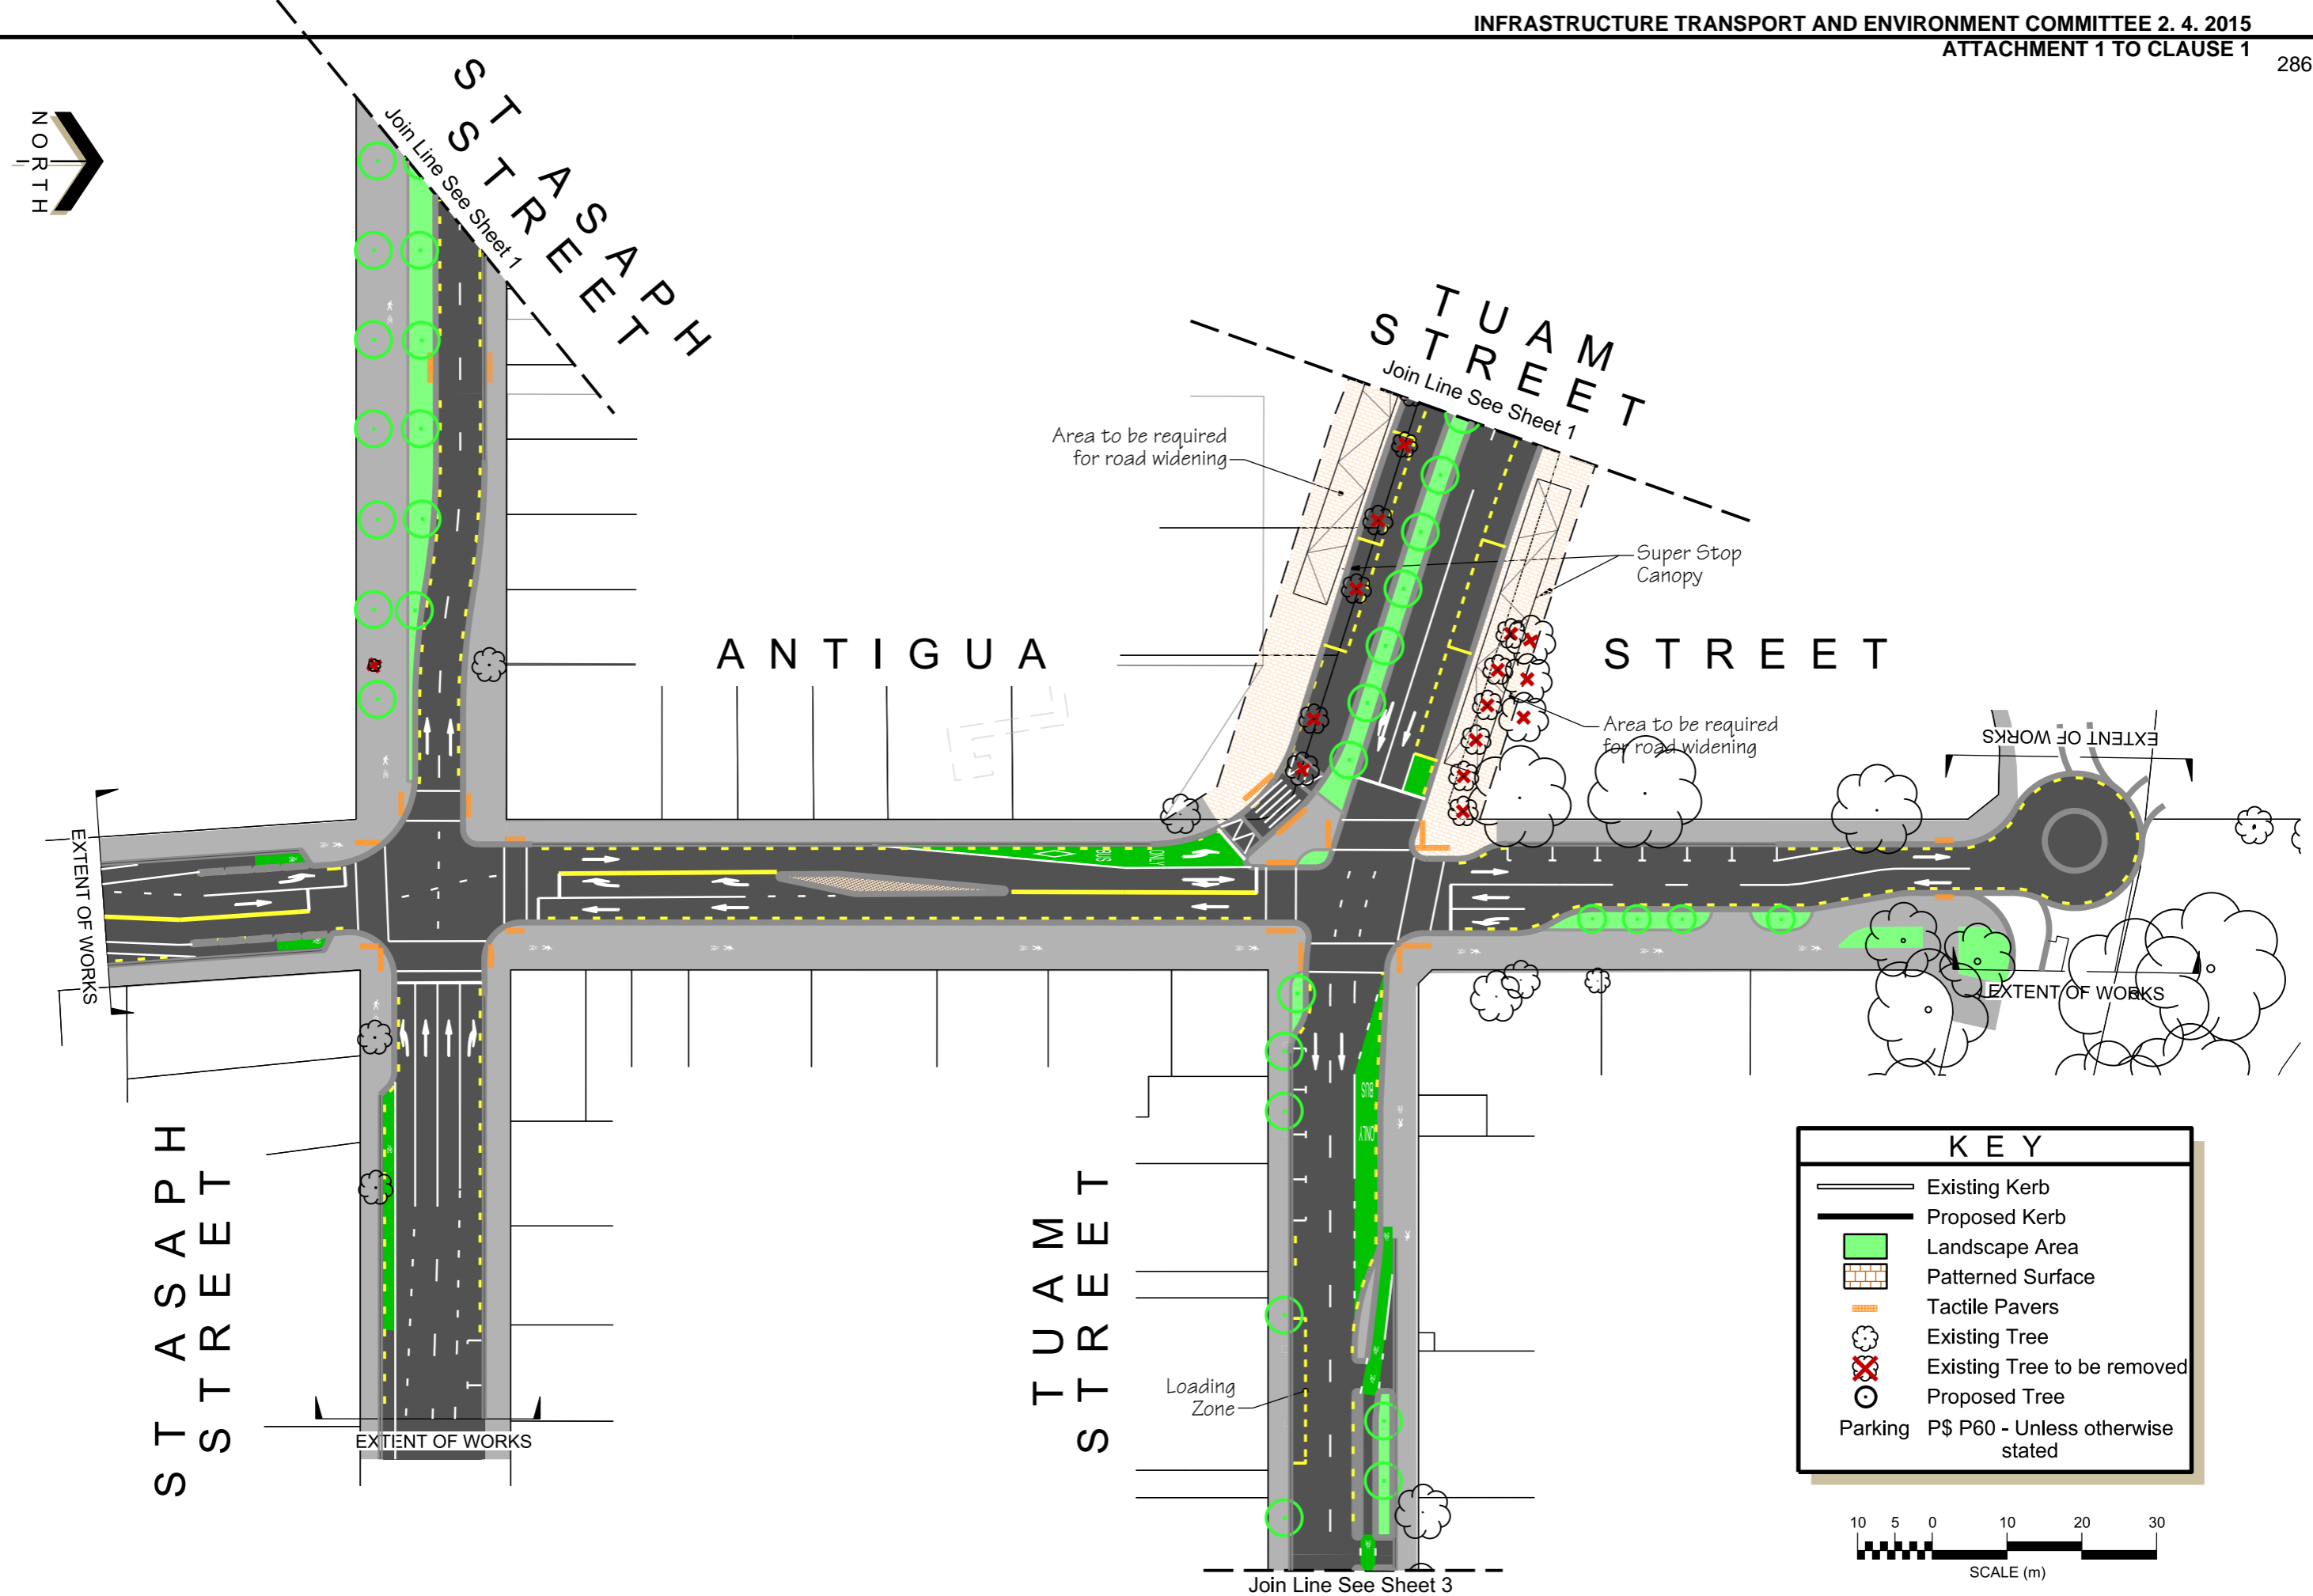 INFRASTRUCTURE TRANSPORT AND ENVIRONMENT COMMITTEE 2. 4. 2015
ATTACHMENT 1 TO CLAUSE 1
286
NORTH
ST ASAPH
STREET
Join Line See Sheet 1
TUAM
STREET
Join Line See Sheet 1
Area to be required
for road widening
Super Stop
Canopy
ANTIGUA
STREET
Area to be required
for road widening
EXTENT OF WORKS
EXTENT OF WORKS
BUS
ONLY
EXTENT OF WORKS
BUS
ONLY
ST ASAPH
STREET
TUAM
STREET
Loading
Zone
EXTENT OF WORKS
Join Line See Sheet 3
KEY
Existing Kerb
Proposed Kerb
Landscape Area
Patterned Surface
Tactile Pavers
Existing Tree
Existing Tree to be removed
Proposed Tree
Parking P$ P60 - Unless otherwise
stated
10 5 0 10 20 30
SCALE (m)